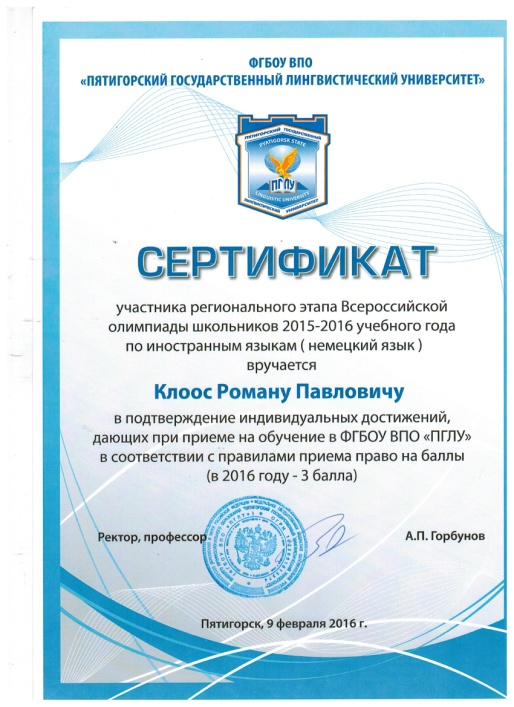 ФГБОУ ВПО
«ПЯТИГОРСКИЙ ГОСУДАРСТВЕННЫЙ ЛИНГВИСТИЧЕСКИЙ УНИВЕРСИТЕТ»
ПЯТИГОРСКИЙ ГОСУДАРСТВЕННЫЙ
PYATIGORSK STATE
ПГЛУ
LINGUISTIC UNIVERSITY
ЛИНГВИСТИЧЕСКИЙ УНИВЕРСИТЕТ
СЕРТИФИКАТ
участника регионального этапа Всероссийской
олимпиады школьников 2015-2016 учебного года
по иностранным языкам ( немецкий язык )
вручается
Клоос Роману Павловичу
в подтверждение индивидуальных достижений,
дающих при приеме на обучение в ФГБОУ ВПО «ПГЛУ»
в соответствии с правилами приема право на баллы
(в 2016 году - 3 балла)
Ректор, профессор
А.П. Горбунов
Пятигорск, 9 февраля 2016 г.